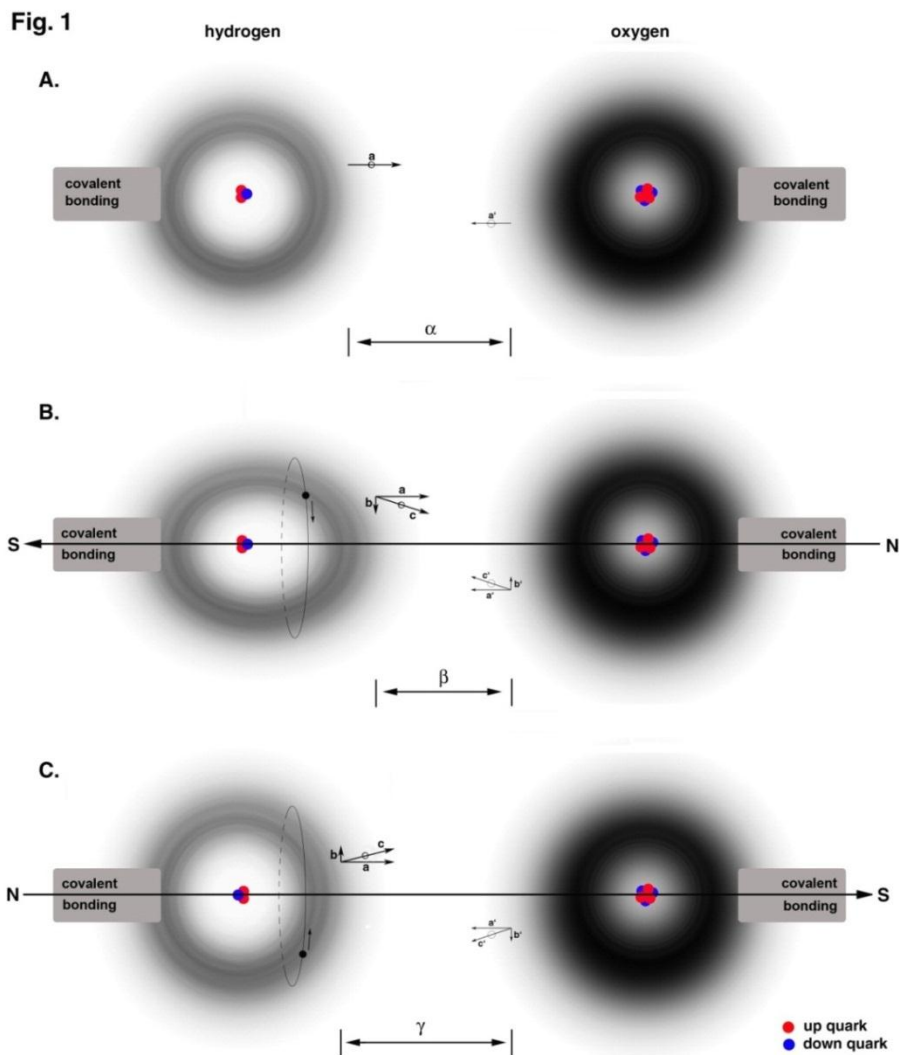 Fig. 1
hydrogen oxygen
A.
covalent
bonding
a
a'
covalent
bonding
α
B.
S
covalent
bonding
a
b
c
c'
b'
a'
covalent
bonding
N
β
C.
N
covalent
bonding
b
c
a
a'
b'
c'
covalent
bonding
S
γ
up quark
down quark